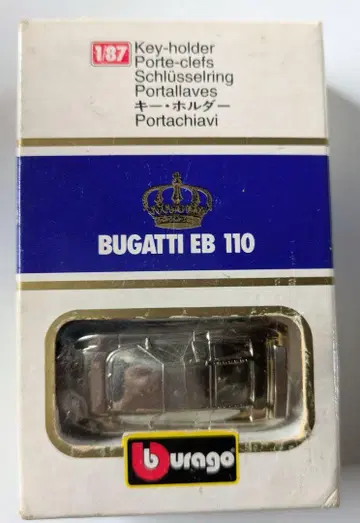 1/87 Key-holder
Porte-clefs
Schlüsselring
Portallaves
キー・ホルダー
Portachiavi
BUGATTI EB 110
burago